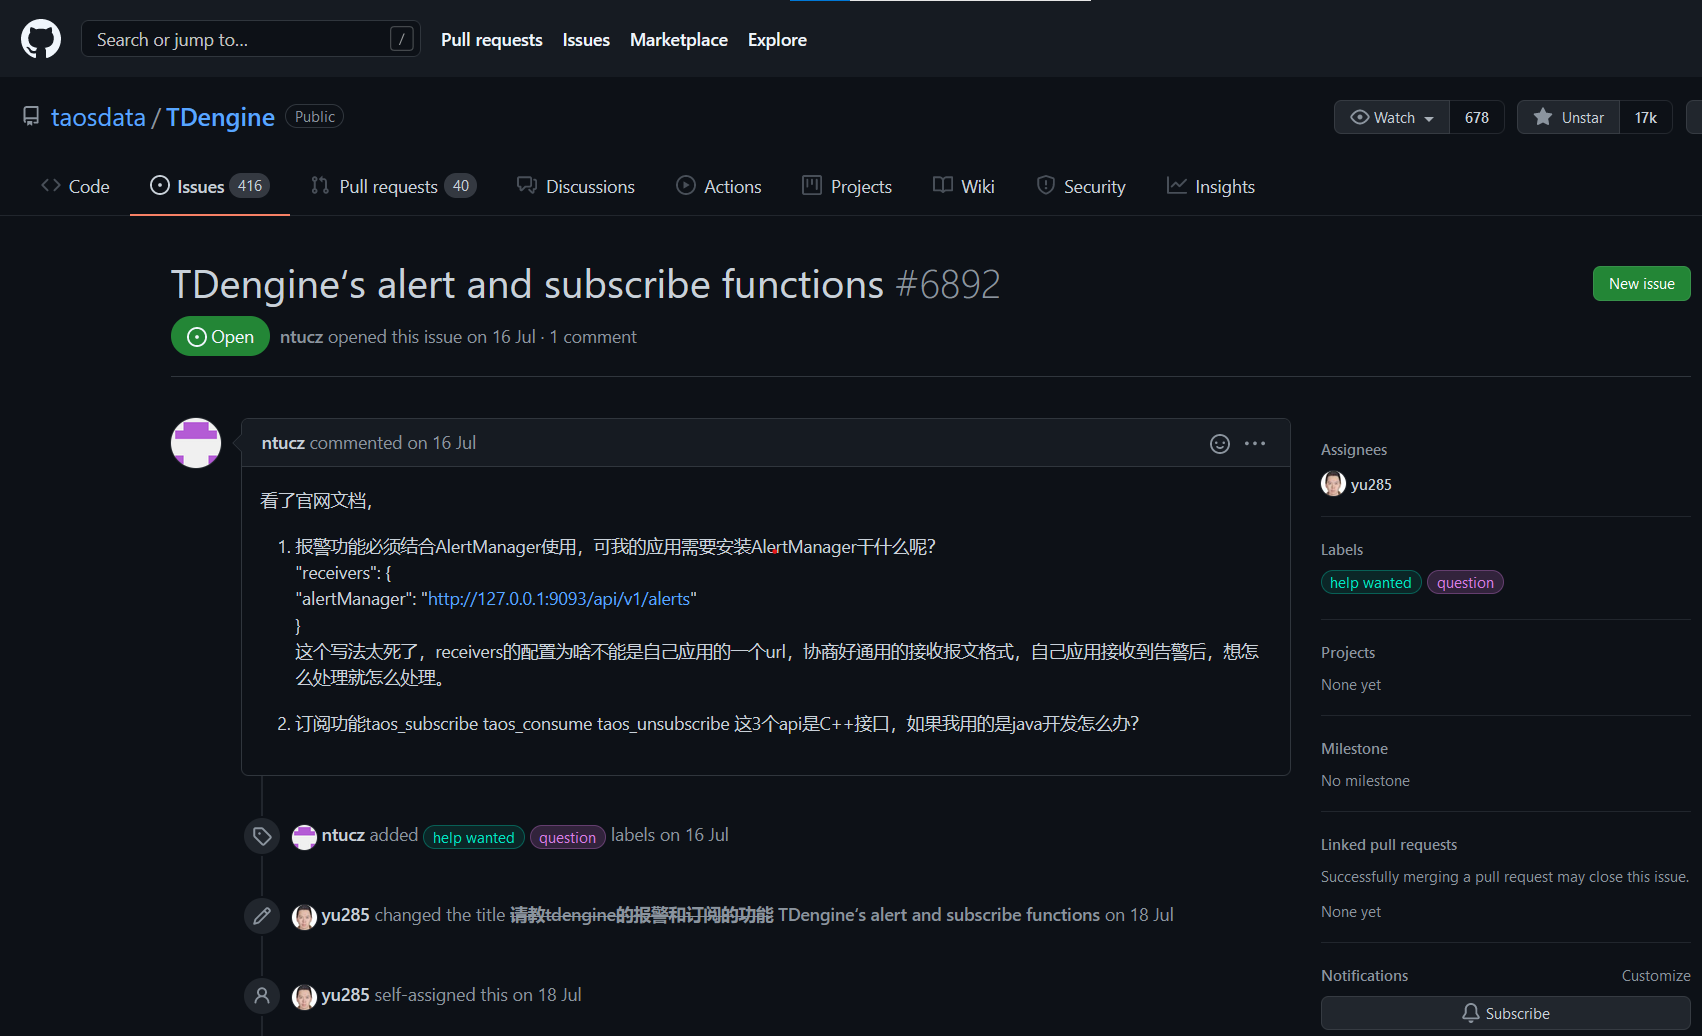 Search or jump to... /
Pull requests Issues Marketplace Explore
taosdata / TDengine Public
Watch 678 Unstar 17k
Code Issues 416 Pull requests 40 Discussions Actions Projects Wiki Security Insights
TDengine‘s alert and subscribe functions #6892
New issue
Open ntucz opened this issue on 16 Jul · 1 comment
ntucz commented on 16 Jul
看了官网文档，
1. 报警功能必须结合AlertManager使用，可我的应用需要安装AlertManager干什么呢？
"receivers": {
"alertManager": "http://127.0.0.1:9093/api/v1/alerts"
}
这个写法太死了，receivers的配置为啥不能是自己应用的一个url，协商好通用的接收报文格式，自己应用接收到告警后，想怎
么处理就怎么处理。
2. 订阅功能taos_subscribe taos_consume taos_unsubscribe 这3个api是C++接口，如果我用的是java开发怎么办？
ntucz added help wanted question labels on 16 Jul
yu285 changed the title 请教tdengine的报警和订阅的功能 TDengine‘s alert and subscribe functions on 18 Jul
yu285 self-assigned this on 18 Jul
Assignees
yu285
Labels
help wanted question
Projects
None yet
Milestone
No milestone
Linked pull requests
Successfully merging a pull request may close this issue.
None yet
Notifications Customize
Subscribe